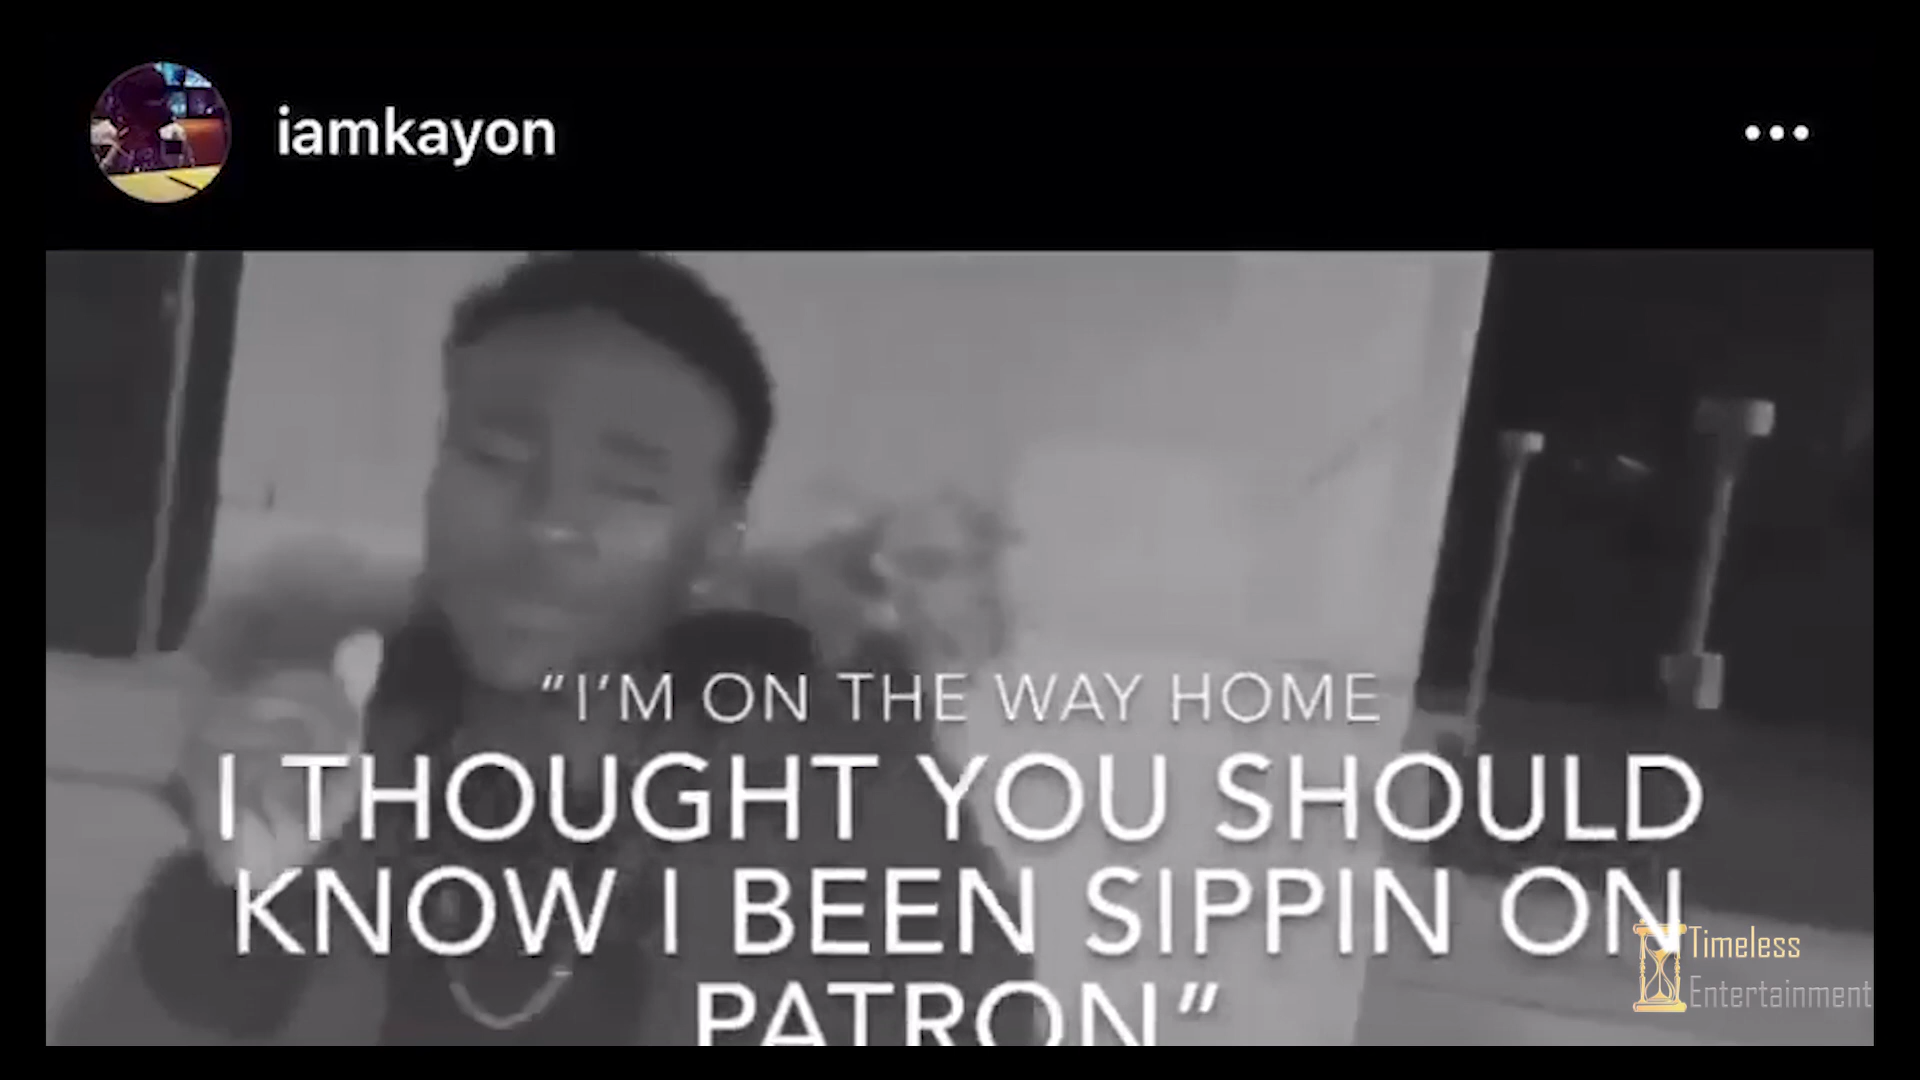 iamkayon
“I’M ON THE WAY HOME
I THOUGHT YOU SHOULD
KNOW I BEEN SIPPIN ON
PATRON”
Timeless
Entertainment